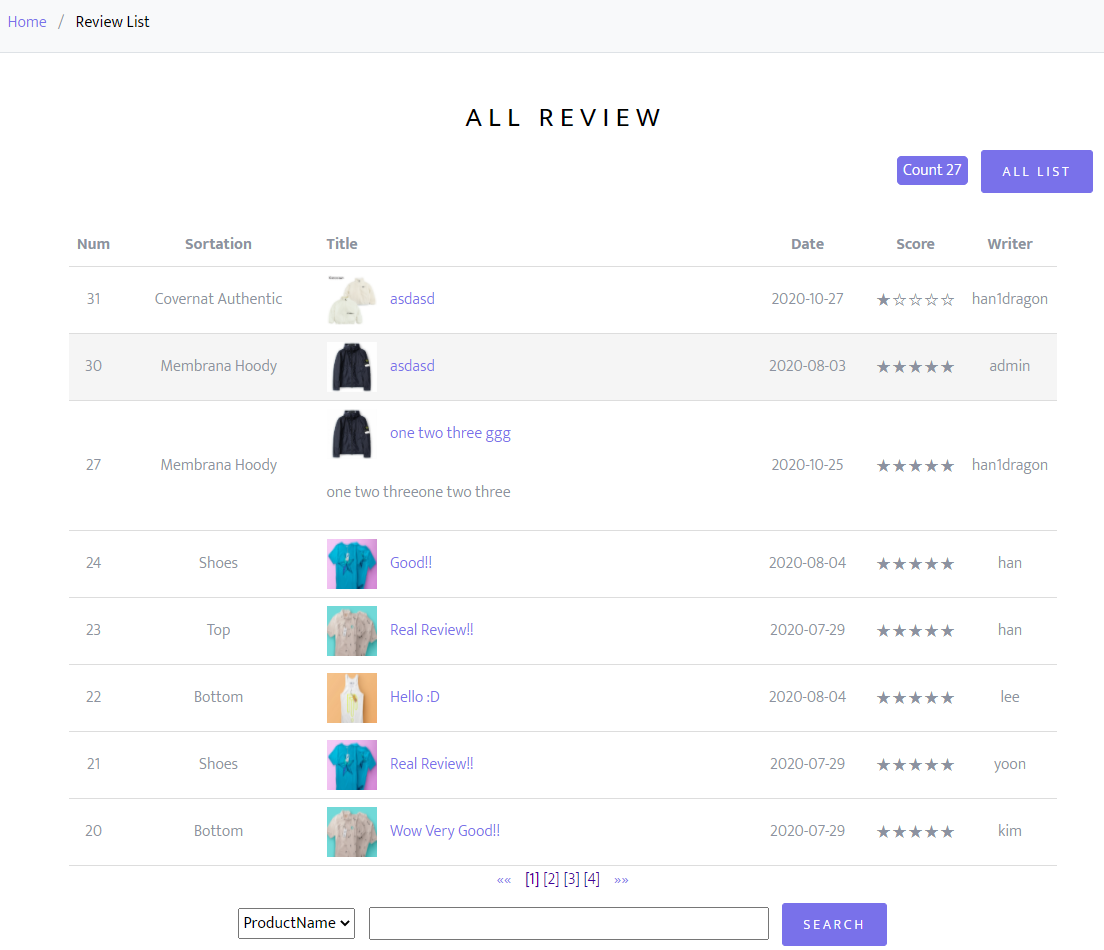 Home / Review List
ALL REVIEW
Count 27 ALL LIST
Num Sortation Title Date Score Writer
31 Covernat Authentic asdasd 2020-10-27 ★☆☆☆☆ han1dragon
30 Membrana Hoody asdasd 2020-08-03 ★★★★★ admin
one two three ggg
27 Membrana Hoody 2020-10-25 ★★★★★ han1dragon
one two threeone two three
24 Shoes Good!! 2020-08-04 ★★★★★ han
23 Top Real Review!! 2020-07-29 ★★★★★ han
22 Bottom Hello :D 2020-08-04 ★★★★★ lee
21 Shoes Real Review!! 2020-07-29 ★★★★★ yoon
20 Bottom Wow Very Good!! 2020-07-29 ★★★★★ kim
«« [1] [2] [3] [4] »»
ProductName SEARCH